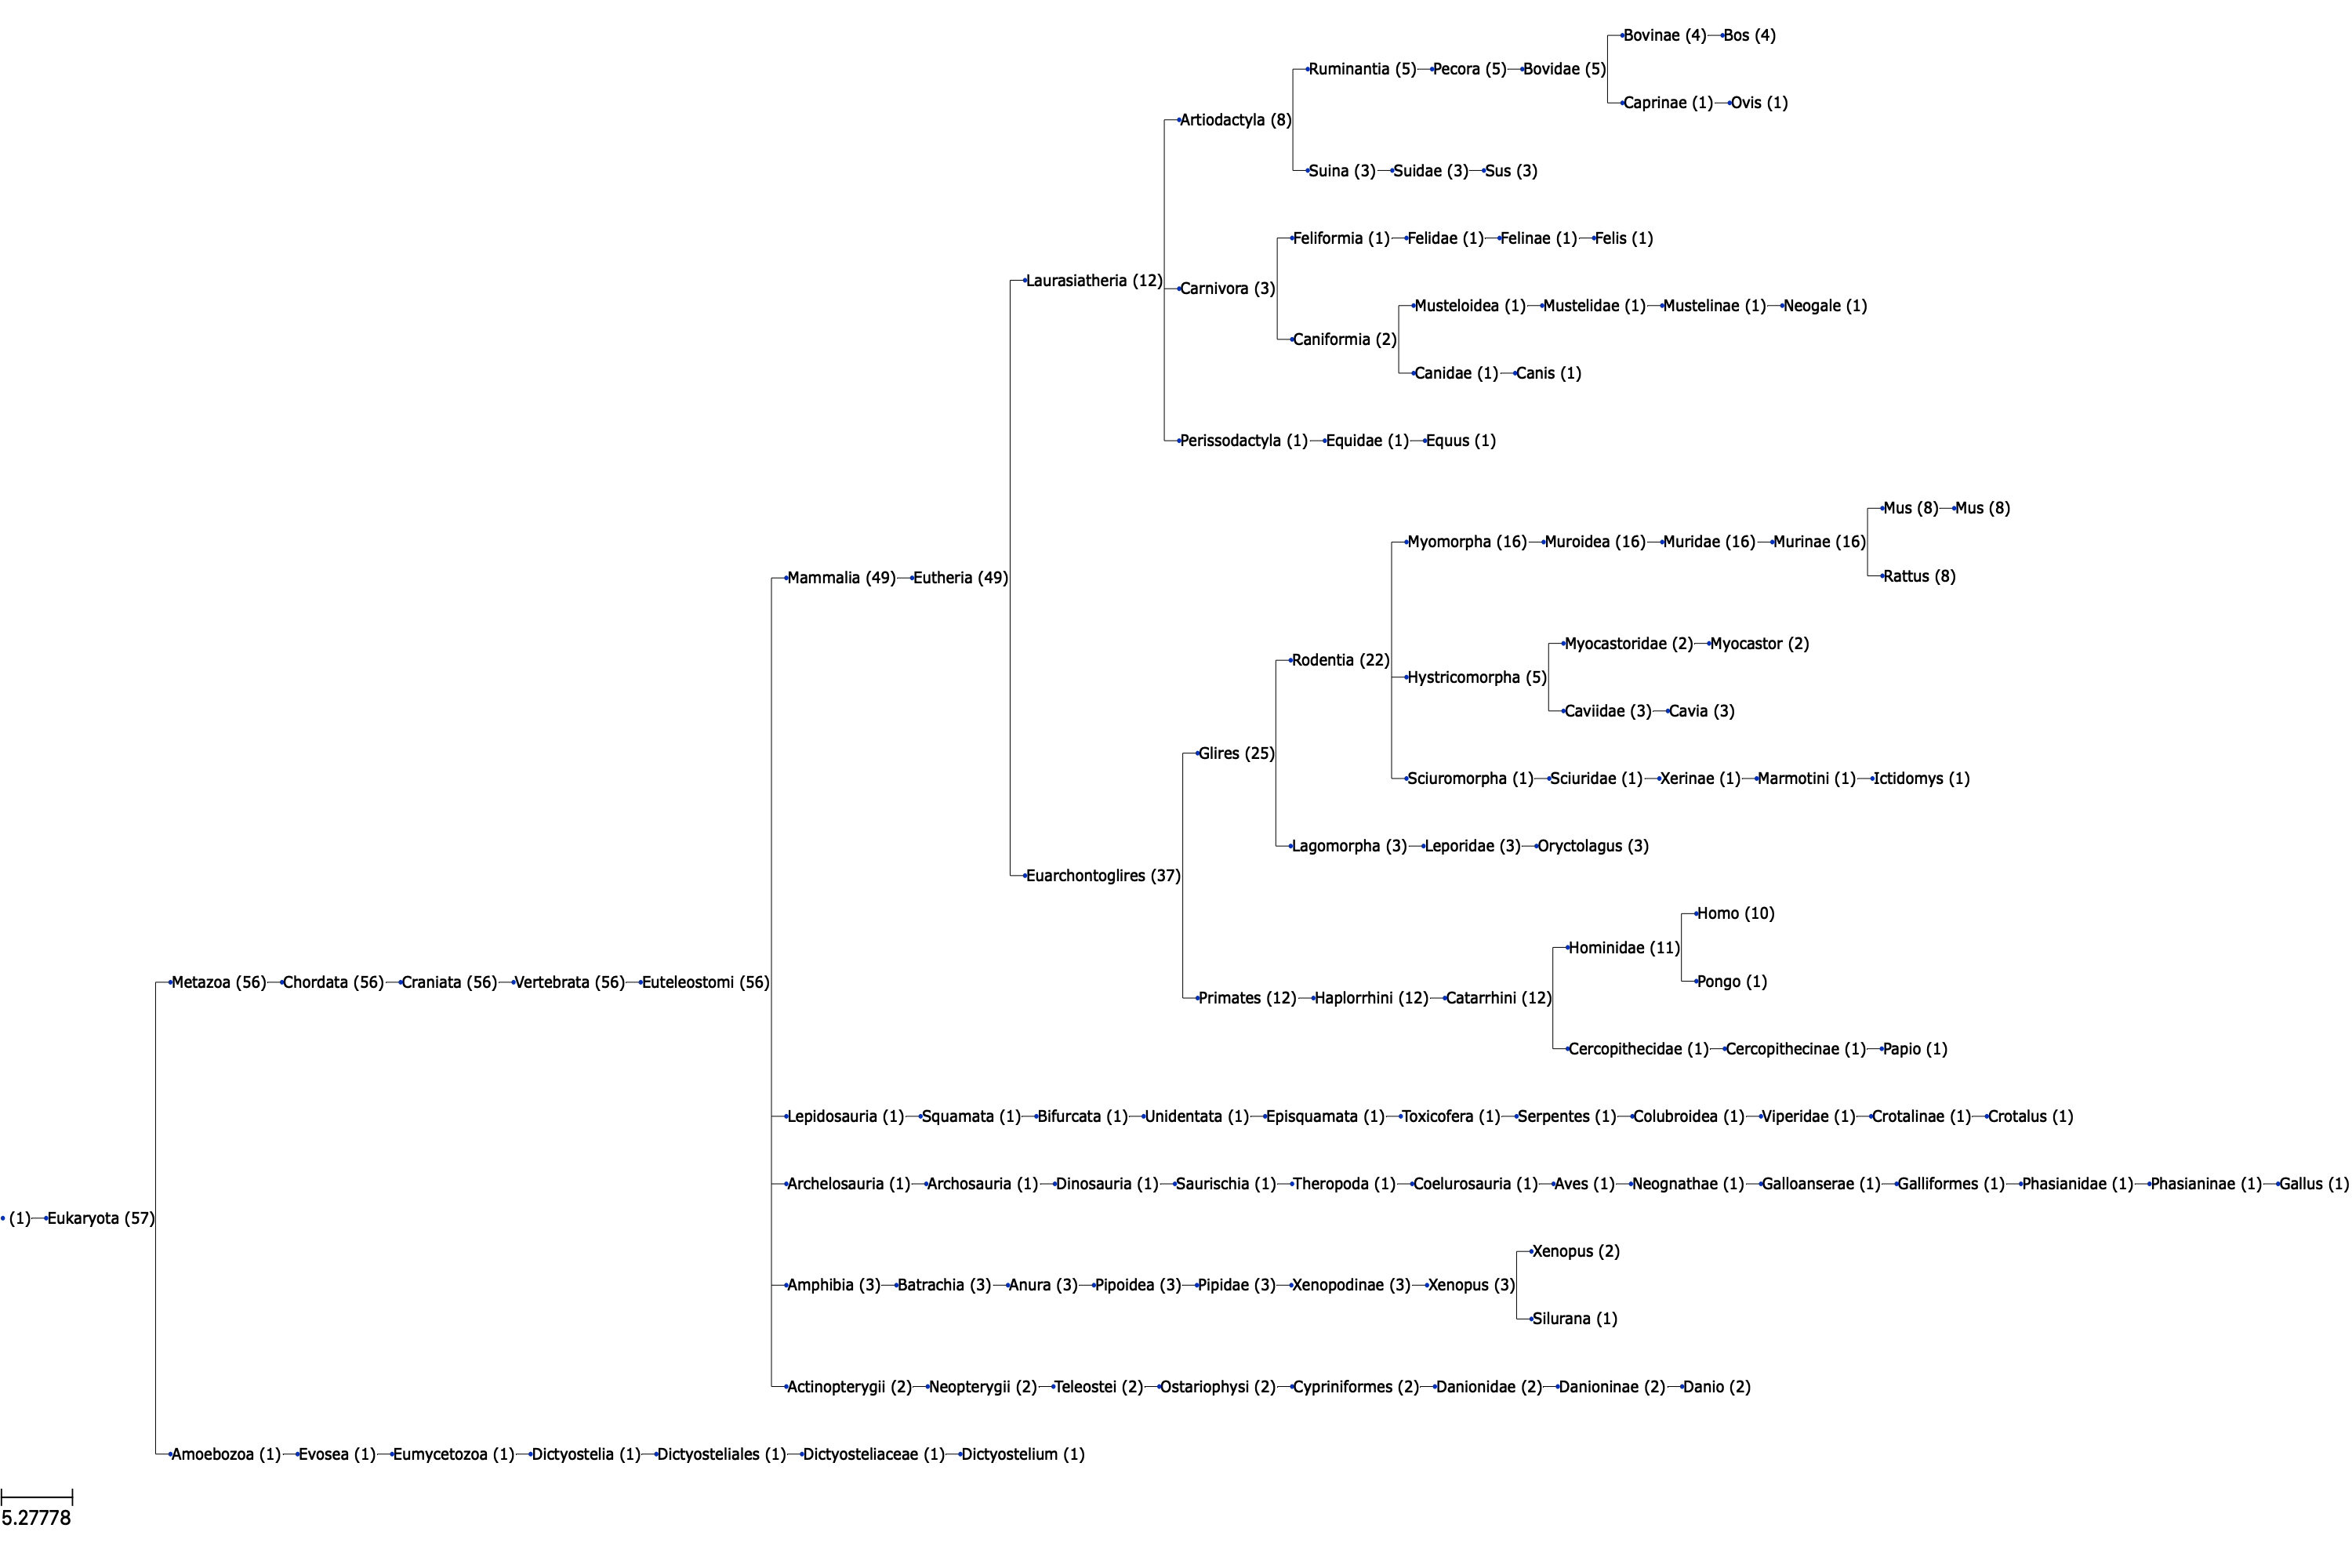 Bovinae (4) Bos (4)
Ruminantia (5) Pecora (5) Bovidae (5)
Caprinae (1) Ovis (1)
Artiodactyla (8)
Suina (3) Suidae (3) Sus (3)
Feliformia (1) Felidae (1) Felinae (1) Felis (1)
Laurasiatheria (12)
Carnivora (3)
Musteloidea (1) Mustelidae (1) Mustelinae (1) Neogale (1)
Caniformia (2)
Canidae (1) Canis (1)
Perissodactyla (1) Equidae (1) Equus (1)
Mus (8) Mus (8)
Myomorpha (16) Muroidea (16) Muridae (16) Murinae (16)
Rattus (8)
Mammalia (49) Eutheria (49)
Myocastoridae (2) Myocastor (2)
Rodentia (22)
Hystricomorpha (5)
Caviidae (3) Cavia (3)
Glires (25)
Sciuromorpha (1) Sciuridae (1) Xerinae (1) Marmotini (1) Ictidomys (1)
Lagomorpha (3) Leporidae (3) Oryctolagus (3)
Euarchontoglires (37)
Homo (10)
Hominidae (11)
Pongo (1)
Metazoa (56) Chordata (56) Craniata (56) Vertebrata (56) Euteleostomi (56)
Primates (12) Haplorrhini (12) Catarrhini (12)
Cercopithecidae (1) Cercopithecinae (1) Papio (1)
Lepidosauria (1) Squamata (1) Bifurcata (1) Unidentata (1) Episquamata (1) Toxicofera (1) Serpentes (1) Colubroidea (1) Viperidae (1) Crotalinae (1) Crotalus (1)
Archelosauria (1) Archosauria (1) Dinosauria (1) Saurischia (1) Theropoda (1) Coelurosauria (1) Aves (1) Neognathae (1) Galloanserae (1) Galliformes (1) Phasianidae (1) Phasianinae (1) Gallus (1)
(1) Eukaryota (57)
Xenopus (2)
Amphibia (3) Batrachia (3) Anura (3) Pipoidea (3) Pipidae (3) Xenopodinae (3) Xenopus (3)
Silurana (1)
Actinopterygii (2) Neopterygii (2) Teleostei (2) Ostariophysi (2) Cypriniformes (2) Danionidae (2) Danioninae (2) Danio (2)
Amoebozoa (1) Evosea (1) Eumycetozoa (1) Dictyostelia (1) Dictyosteliales (1) Dictyosteliaceae (1) Dictyostelium (1)
5.27778